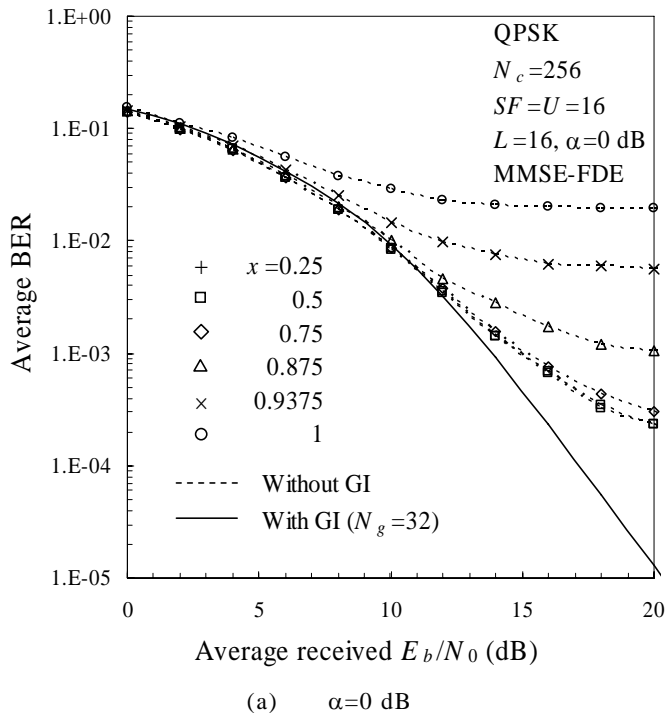 1.E+00
1.E-01
1.E-02
1.E-03
1.E-04
1.E-05
Average BER
QPSK
N c =256
SF =U =16
L =16, α=0 dB
MMSE-FDE
x =0.25
0.5
0.75
0.875
0.9375
1
Without GI
With GI (N g =32)
0 5 10 15 20
Average received E b /N 0 (dB)
(a) α=0 dB